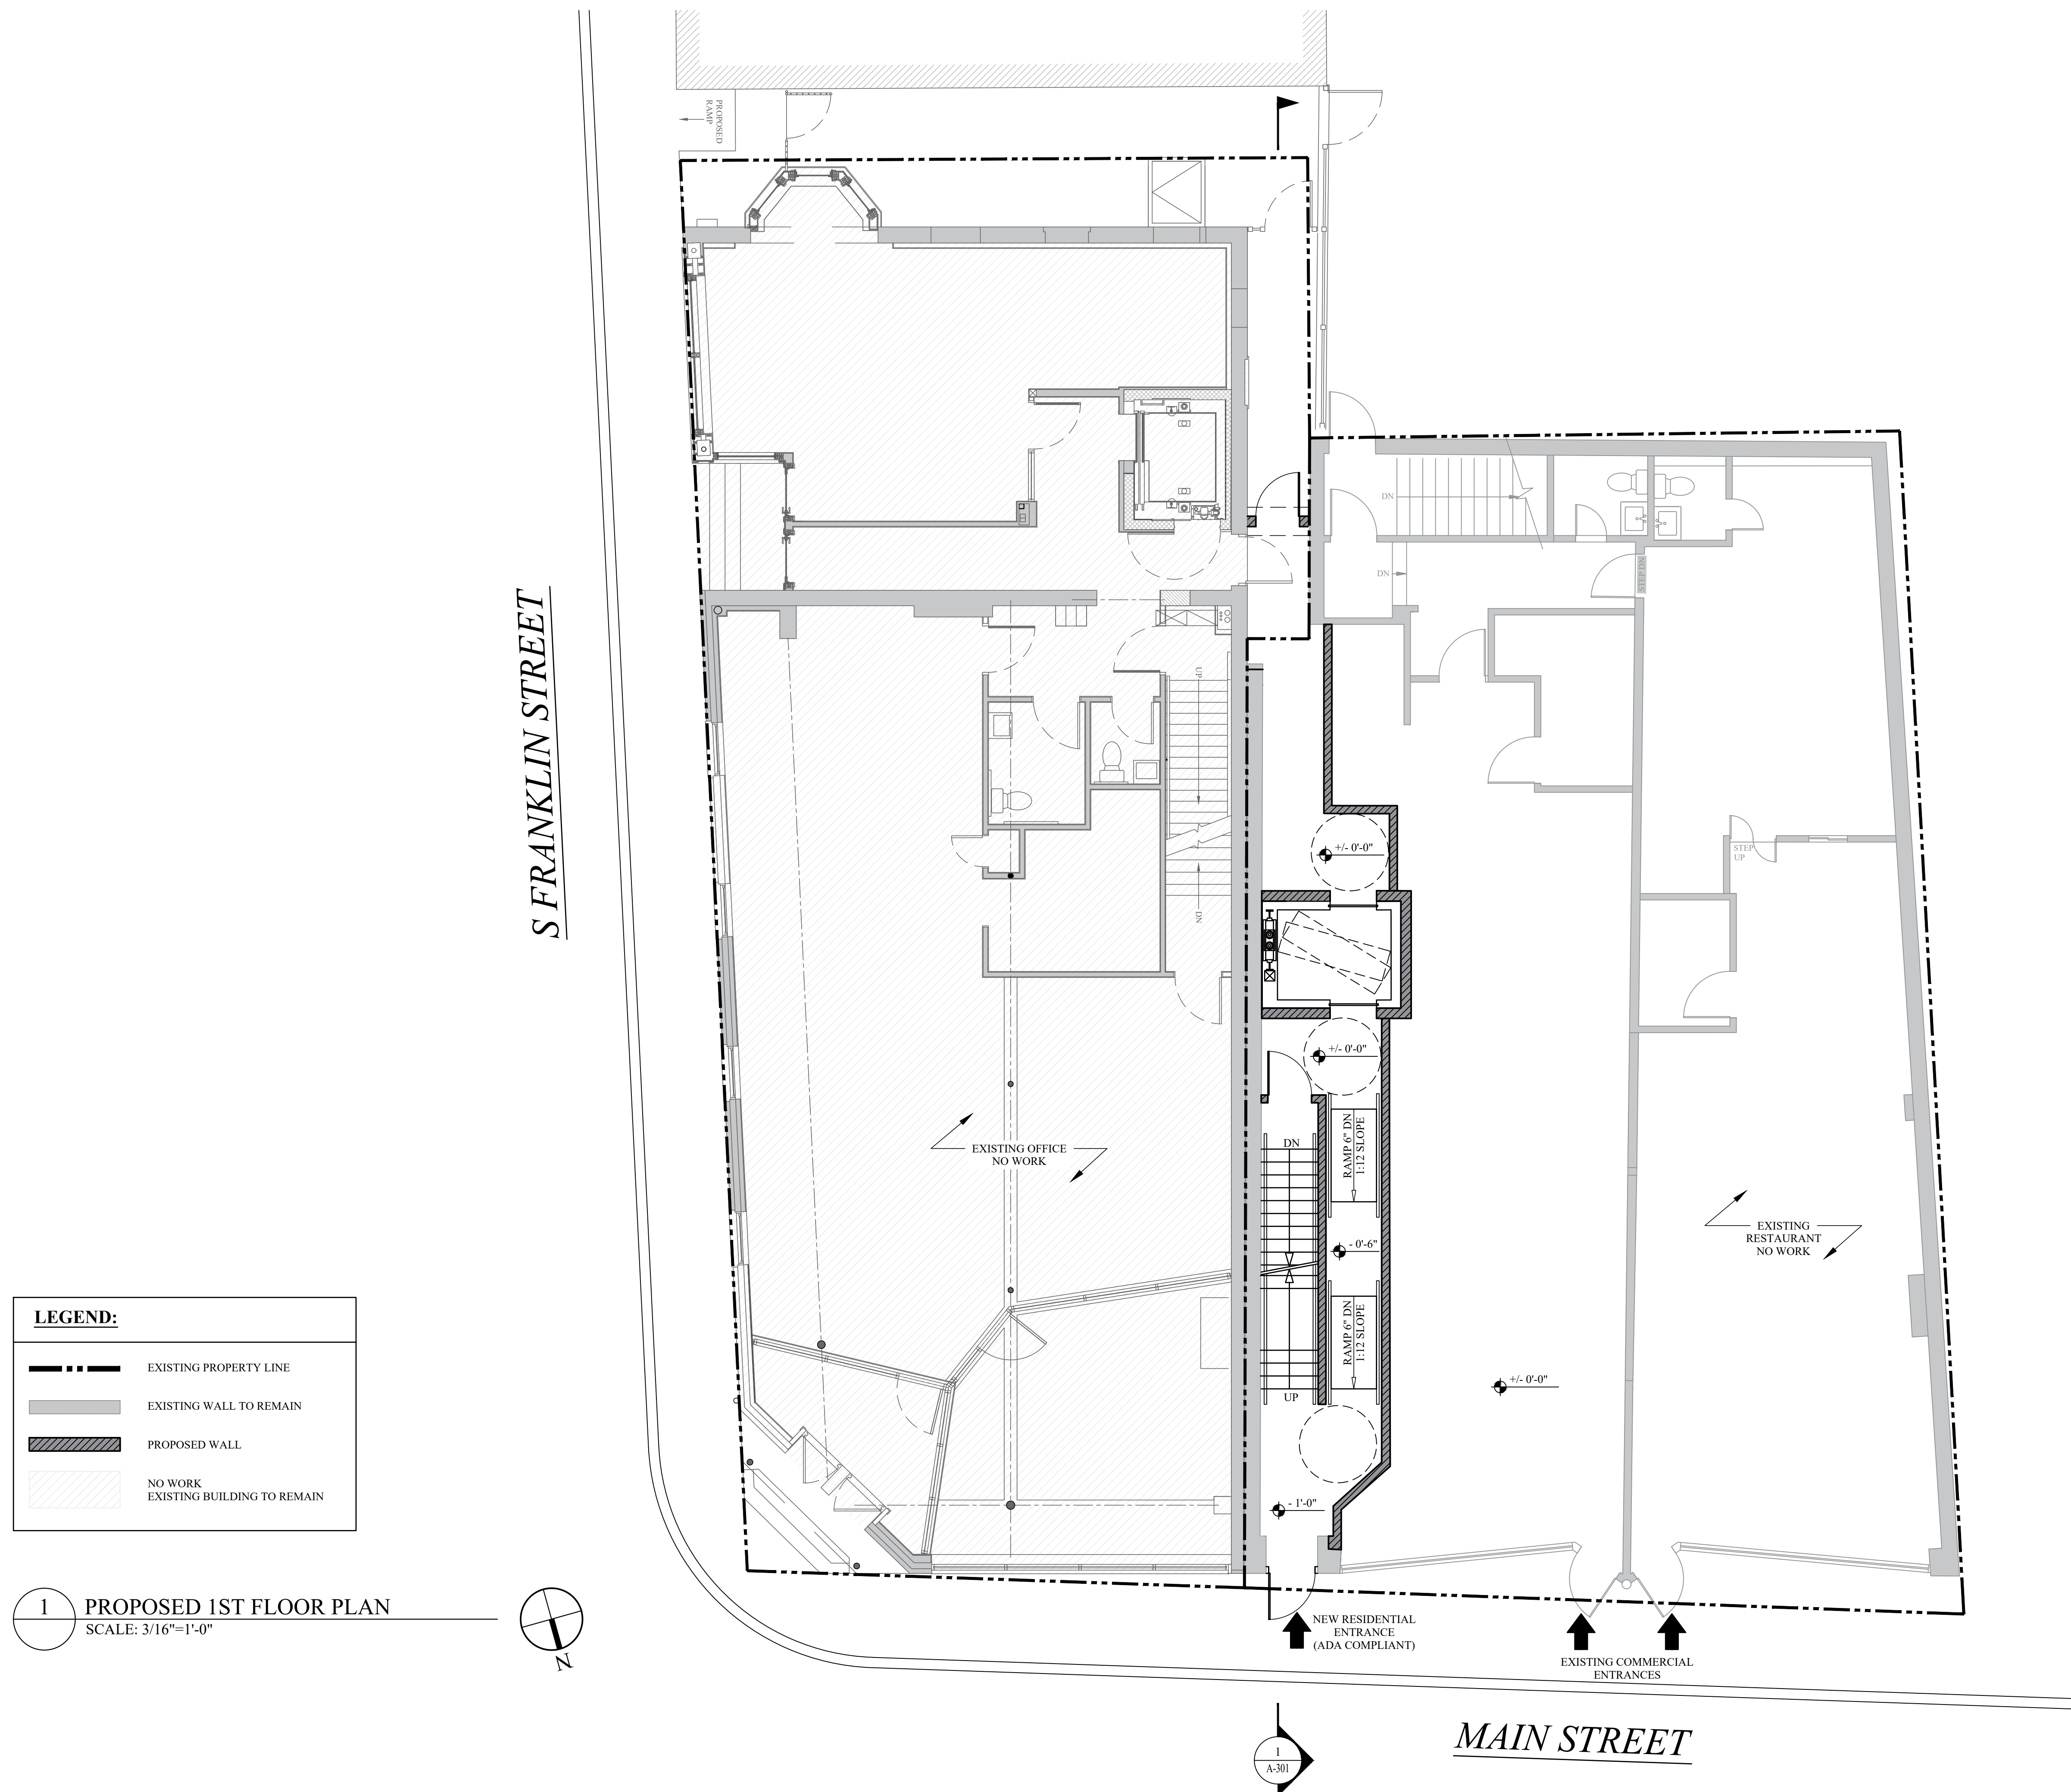 PROPOSED
RAMP
DN
DN
STEP DN
S FRANKLIN STREET
UP
DN
+/- 0'-0"
STEP
UP
+/- 0'-0"
EXISTING OFFICE
NO WORK
DN
RAMP 6" DN
1:12 SLOPE
- 0'-6"
EXISTING
RESTAURANT
NO WORK
RAMP 6" DN
1:12 SLOPE
UP
+/- 0'-0"
- 1'-0"
LEGEND:
EXISTING PROPERTY LINE
EXISTING WALL TO REMAIN
PROPOSED WALL
NO WORK
EXISTING BUILDING TO REMAIN
1
PROPOSED 1ST FLOOR PLAN
SCALE: 3/16"=1'-0"
N
NEW RESIDENTIAL
ENTRANCE
(ADA COMPLIANT)
EXISTING COMMERCIAL
ENTRANCES
1
A-301
MAIN STREET